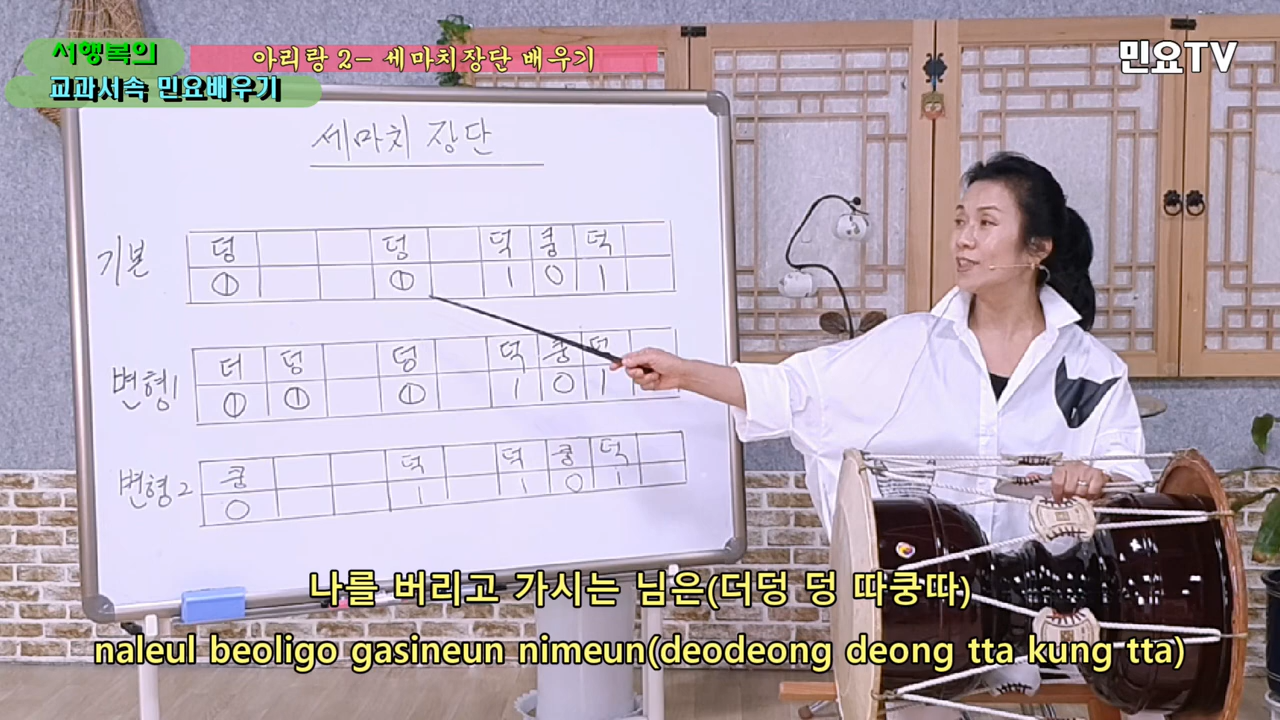 서행복의
교과서속 민요배우기
아리랑 2- 세마치장단 배우기
민요TV
세마치 장단
기본 덩 덩 덕 쿵 덕
변형1 더 덩 덩 덕 쿵 덕
변형2 쿵 덕 덕 쿵 덕
나를 버리고 가시는 님은(더덩 덩 따쿵따)
naleul beoligo gasineun nimeun(deodeong deong tta kung tta)